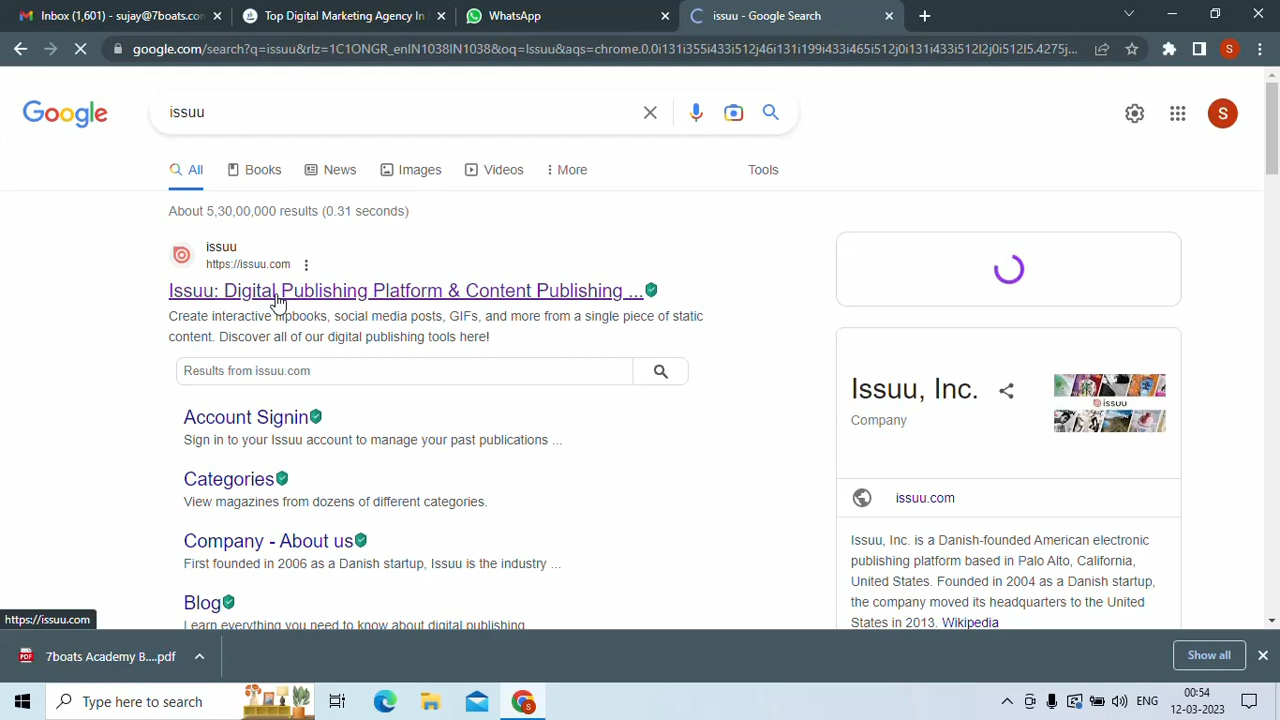 Inbox (1,601) - sujay@7boats.con
Top Digital Marketing Agency In I
WhatsApp
issuu - Google Search
google.com/search?q=issuu&rlz=1C1ONGR_enIN1038IN1038&oq=Issuu&aqs=chrome.0.0i131i355i433i512j46i131i199i433i465i512j0i131i433i512l2j0i512l5.4275j...
S
Google
issuu
S
All
Books
News
Images
Videos
More
Tools
About 5,30,00,000 results (0.31 seconds)
issuu
https://issuu.com
Issuu: Digital Publishing Platform & Content Publishing ...
Create interactive flipbooks, social media posts, GIFs, and more from a single piece of static
content. Discover all of our digital publishing tools here!
Results from issuu.com
Account Signin
Sign in to your Issuu account to manage your past publications ...
Categories
View magazines from dozens of different categories.
Company - About us
First founded in 2006 as a Danish startup, Issuu is the industry ...
Blog
Learn everything you need to know about digital publishing
Issuu, Inc.
issuu
Company
issuu.com
Issuu, Inc. is a Danish-founded American electronic
publishing platform based in Palo Alto, California,
United States. Founded in 2004 as a Danish startup,
the company moved its headquarters to the United
States in 2013. Wikipedia
https://issuu.com
PDF
7boats Academy B....pdf
Show all
Type here to search
S
ENG
00:54
12-03-2023